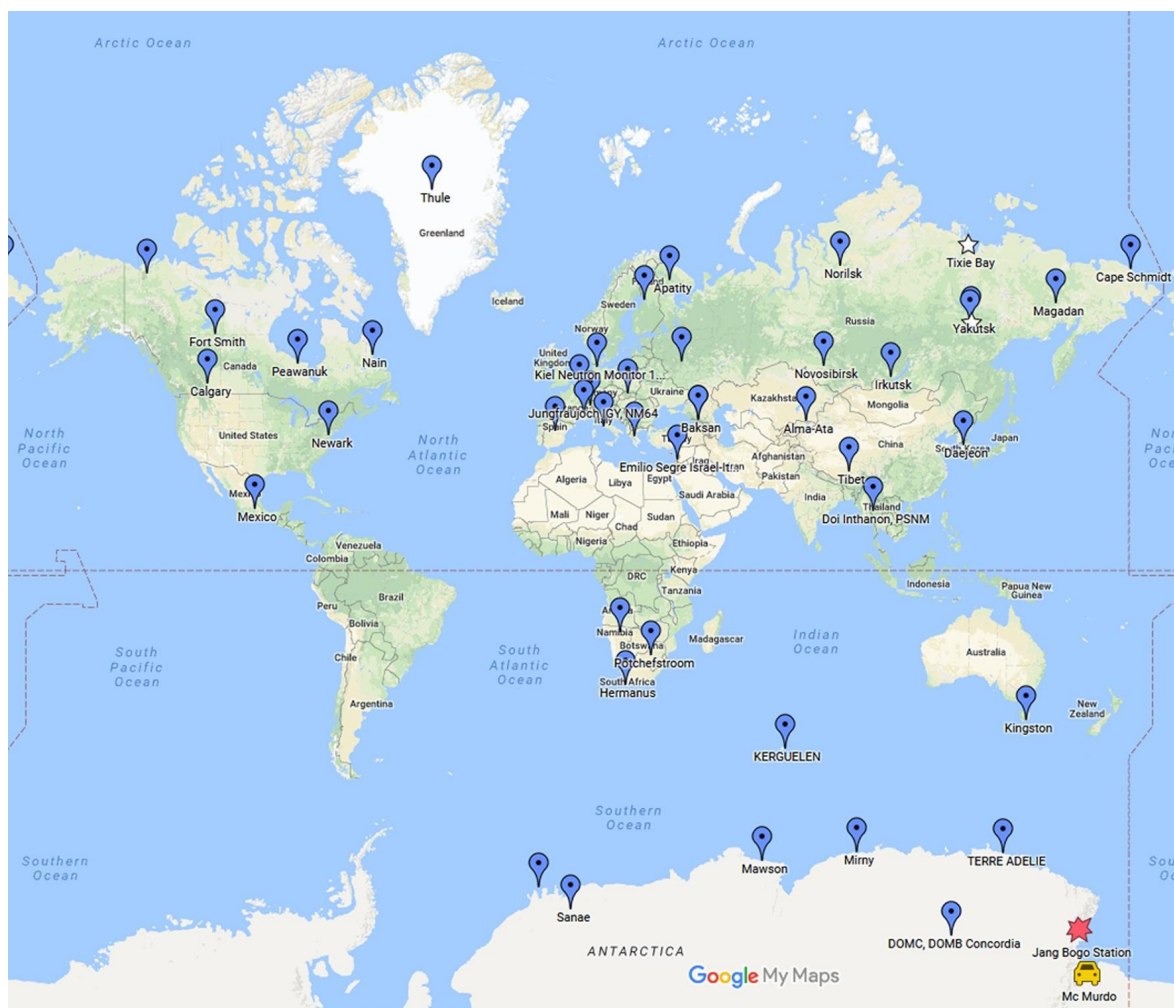 Arctic Ocean
Arctic Ocean
Thule
Greenland
Norilsk
Tixie Bay
Cape Schmidt
Apatity
Iceland
Sweden
Magadan
Norway
Russia
Yakutsk
Fort Smith
Peawanuk
Nain
Canada
Calgary
United
Kingdom
Kiel Neutron Monitor 1
Novosibirsk
Irkutsk
Ukraine
Kazakhstan
Mongolia
Jungfraujoch IGY, NM64
Spain
Italy
Baksan
Alma-Ata
Newark
United States
North
Pacific
Ocean
North
Atlantic
Ocean
China
South Korea
Japan
Daejeon
Afghanistan
Iraq
Emilio Segre Israel-It
Tibet
Pakistan
Algeria
Libya
Egypt
Saudi Arabia
India
Mexico
Mali
Niger
Chad
Sudan
Thailand
Doi Inthanon, PSNM
Nigeria
Ethiopia
Venezuela
Colombia
Kenya
DRC
Tanzania
Indonesia
Papua New
Guinea
Brazil
Peru
Bolivia
Namibia
Botswana
Madagascar
Indian
Ocean
Australia
South
Pacific
Ocean
South
Atlantic
Ocean
Chile
Potchefstroom
South Africa
Hermanus
Argentina
Kingston
New
Zealand
KERGUELEN
Southern
Ocean
Southern
Ocean
Mawson
Mirny
TERRE ADELIE
Sanae
DOMC, DOMB Concordia
ANTARCTICA
Jang Bogo Station
Google My Maps
Mc Murdo